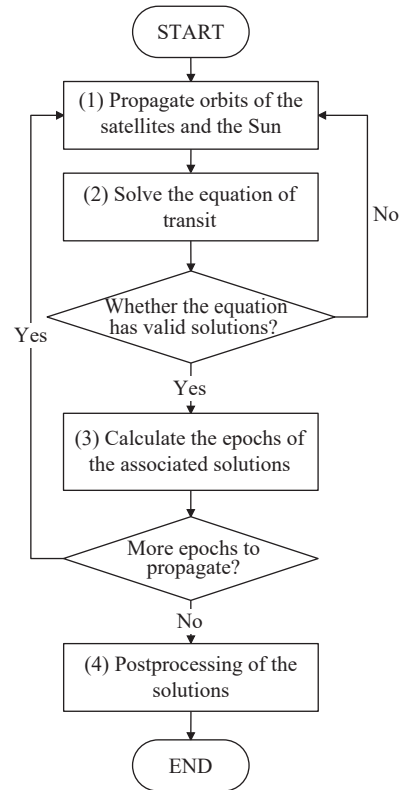 START
(1) Propagate orbits of the
satellites and the Sun
(2) Solve the equation of
transit
No
Whether the equation
has valid solutions?
Yes
Yes
(3) Calculate the epochs of
the associated solutions
More epochs to
propagate?
No
(4) Postprocessing of the
solutions
END